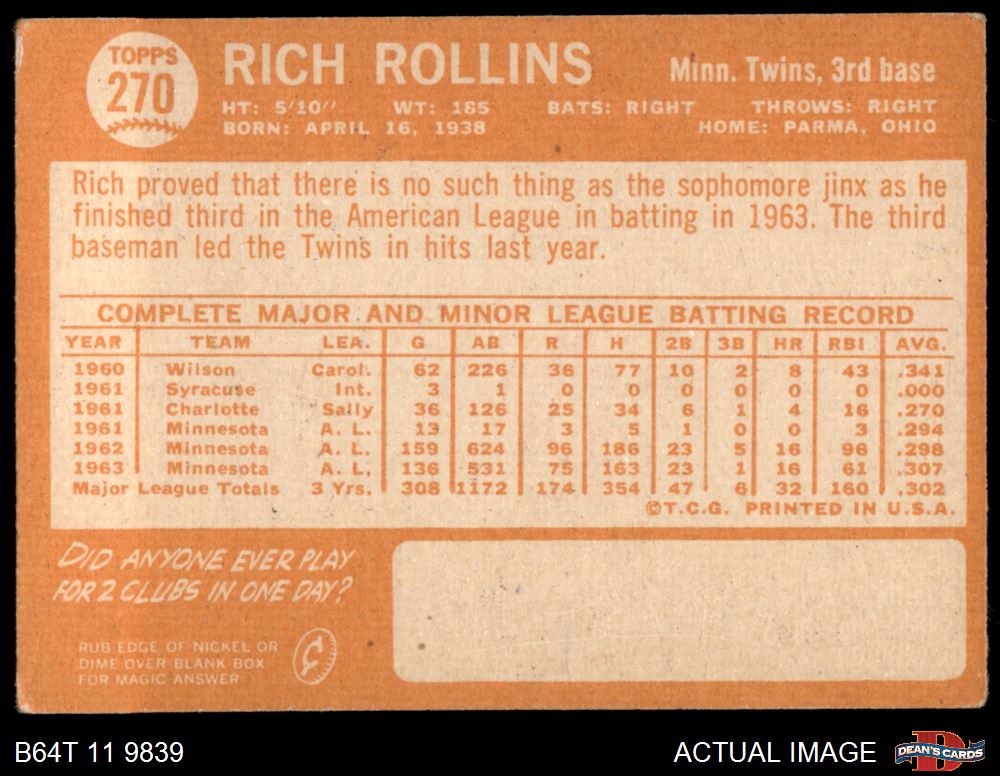 TOPPS
270
RICH ROLLINS
Minn. Twins, 3rd base
HT: 5'10" WT: 185 BATS: RIGHT THROWS: RIGHT
BORN: APRIL 16, 1938 HOME: PARMA, OHIO
Rich proved that there is no such thing as the sophomore jinx as he
finished third in the American League in batting in 1963. The third
baseman led the Twins in hits last year.
COMPLETE MAJOR AND MINOR LEAGUE BATTING RECORD
YEAR TEAM LEA. G AB R H 2B 3B HR RBI AVG.
1960 Wilson Carol. 62 226 36 77 10 2 8 43 .341
1961 Syracuse Int. 3 1 0 0 0 0 0 0 .000
1961 Charlotte Sally 36 126 25 34 6 1 4 16 .270
1961 Minnesota A. L. 13 17 3 5 1 0 0 3 .294
1962 Minnesota A. L. 159 624 96 186 23 5 16 96 .298
1963 Minnesota A. L. 136 531 75 163 23 1 16 61 .307
Major League Totals 3 Yrs. 308 1172 174 354 47 6 32 160 .302
©T.C.G. PRINTED IN U.S.A.
DID ANYONE EVER PLAY
FOR 2 CLUBS IN ONE DAY?
RUB EDGE OF NICKEL OR
DIME OVER BLANK BOX
FOR MAGIC ANSWER
B64T 11 9839
ACTUAL IMAGE
DEAN'S CARDS